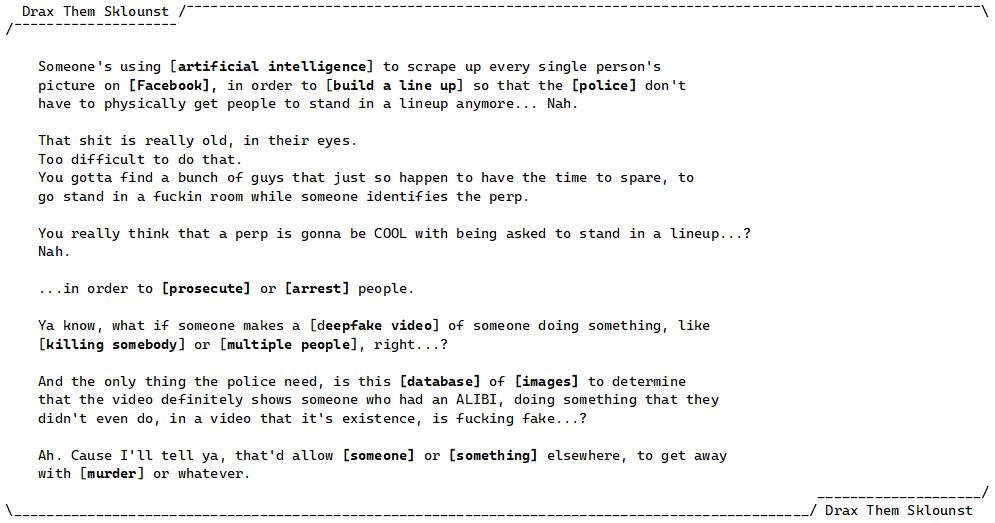 Drax Them Sklounst
Someone's using [artificial intelligence] to scrape up every single person's
picture on [Facebook], in order to [build a line up] so that the [police] don't
have to physically get people to stand in a lineup anymore... Nah.
That shit is really old, in their eyes.
Too difficult to do that.
You gotta find a bunch of guys that just so happen to have the time to spare, to
go stand in a fuckin room while someone identifies the perp.
You really think that a perp is gonna be COOL with being asked to stand in a lineup...?
Nah.
...in order to [prosecute] or [arrest] people.
Ya know, what if someone makes a [deepfake video] of someone doing something, like
[killing somebody] or [multiple people], right...?
And the only thing the police need, is this [database] of [images] to determine
that the video definitely shows someone who had an ALIBI, doing something that they
didn't even do, in a video that it's existence, is fucking fake...?
Ah. Cause I'll tell ya, that'd allow [someone] or [something] elsewhere, to get away
with [murder] or whatever.
Drax Them Sklounst